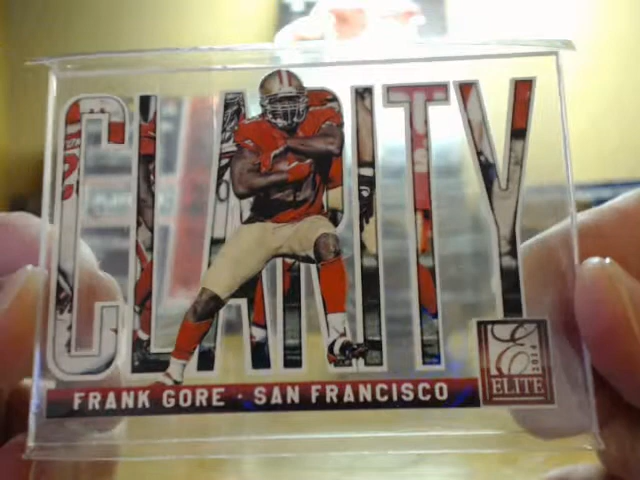 CLARITY
FRANK GORE · SAN FRANCISCO
E
2014
ELITE